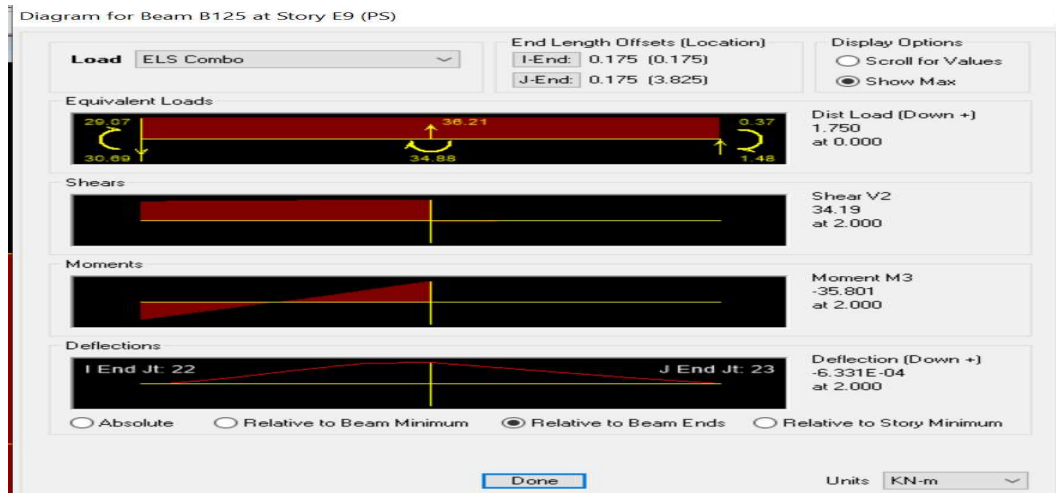 Diagram for Beam B125 at Story E9 (PS)
Load ELS Combo
End Length Offsets (Location)
I-End: 0.175 (0.175)
J-End: 0.175 (3.825)
Display Options
Scroll for Values
Show Max
Equivalent Loads
29.07 36.21 0.37
30.69 34.88 1.48
Dist Load (Down +)
1.750
at 0.000
Shears
Shear V2
34.19
at 2.000
Moments
Moment M3
-35.801
at 2.000
Deflections
I End Jt: 22 J End Jt: 23
Deflection (Down +)
-6.331E-04
at 2.000
Absolute Relative to Beam Minimum Relative to Beam Ends Relative to Story Minimum
Done Units KN-m